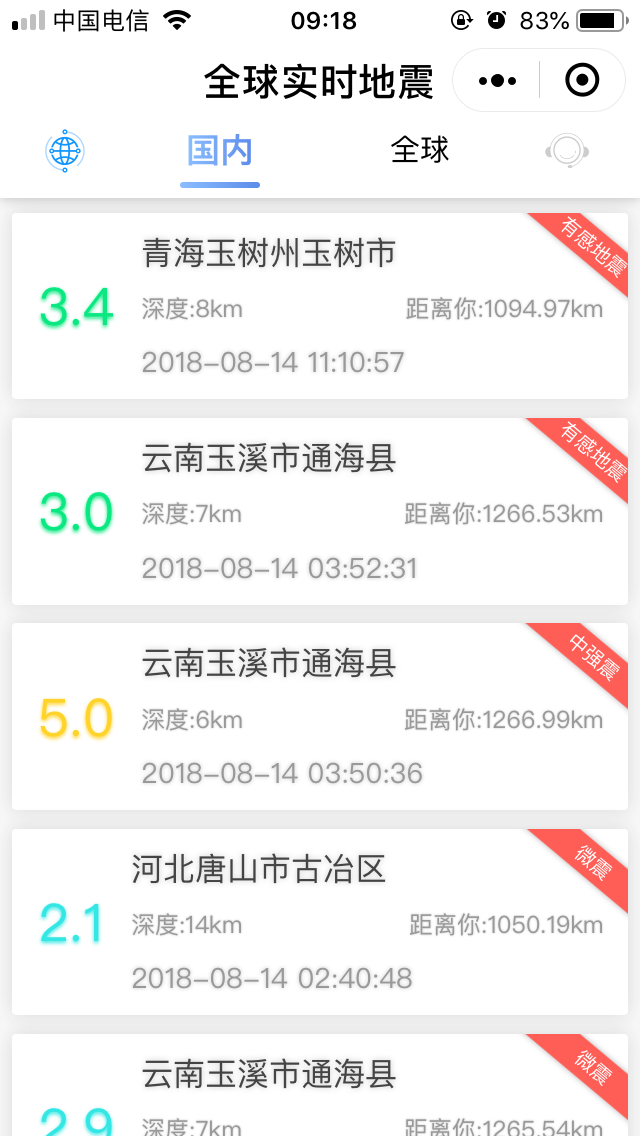 中国电信 09:18 83%
全球实时地震
国内 全球
有感地震
青海玉树州玉树市
3.4
深度:8km 距离你:1094.97km
2018-08-14 11:10:57
有感地震
云南玉溪市通海县
3.0
深度:7km 距离你:1266.53km
2018-08-14 03:52:31
中强震
云南玉溪市通海县
5.0
深度:6km 距离你:1266.99km
2018-08-14 03:50:36
微震
河北唐山市古冶区
2.1
深度:14km 距离你:1050.19km
2018-08-14 02:40:48
微震
云南玉溪市通海县
2.9
深度:7km 距离你:1265.54km